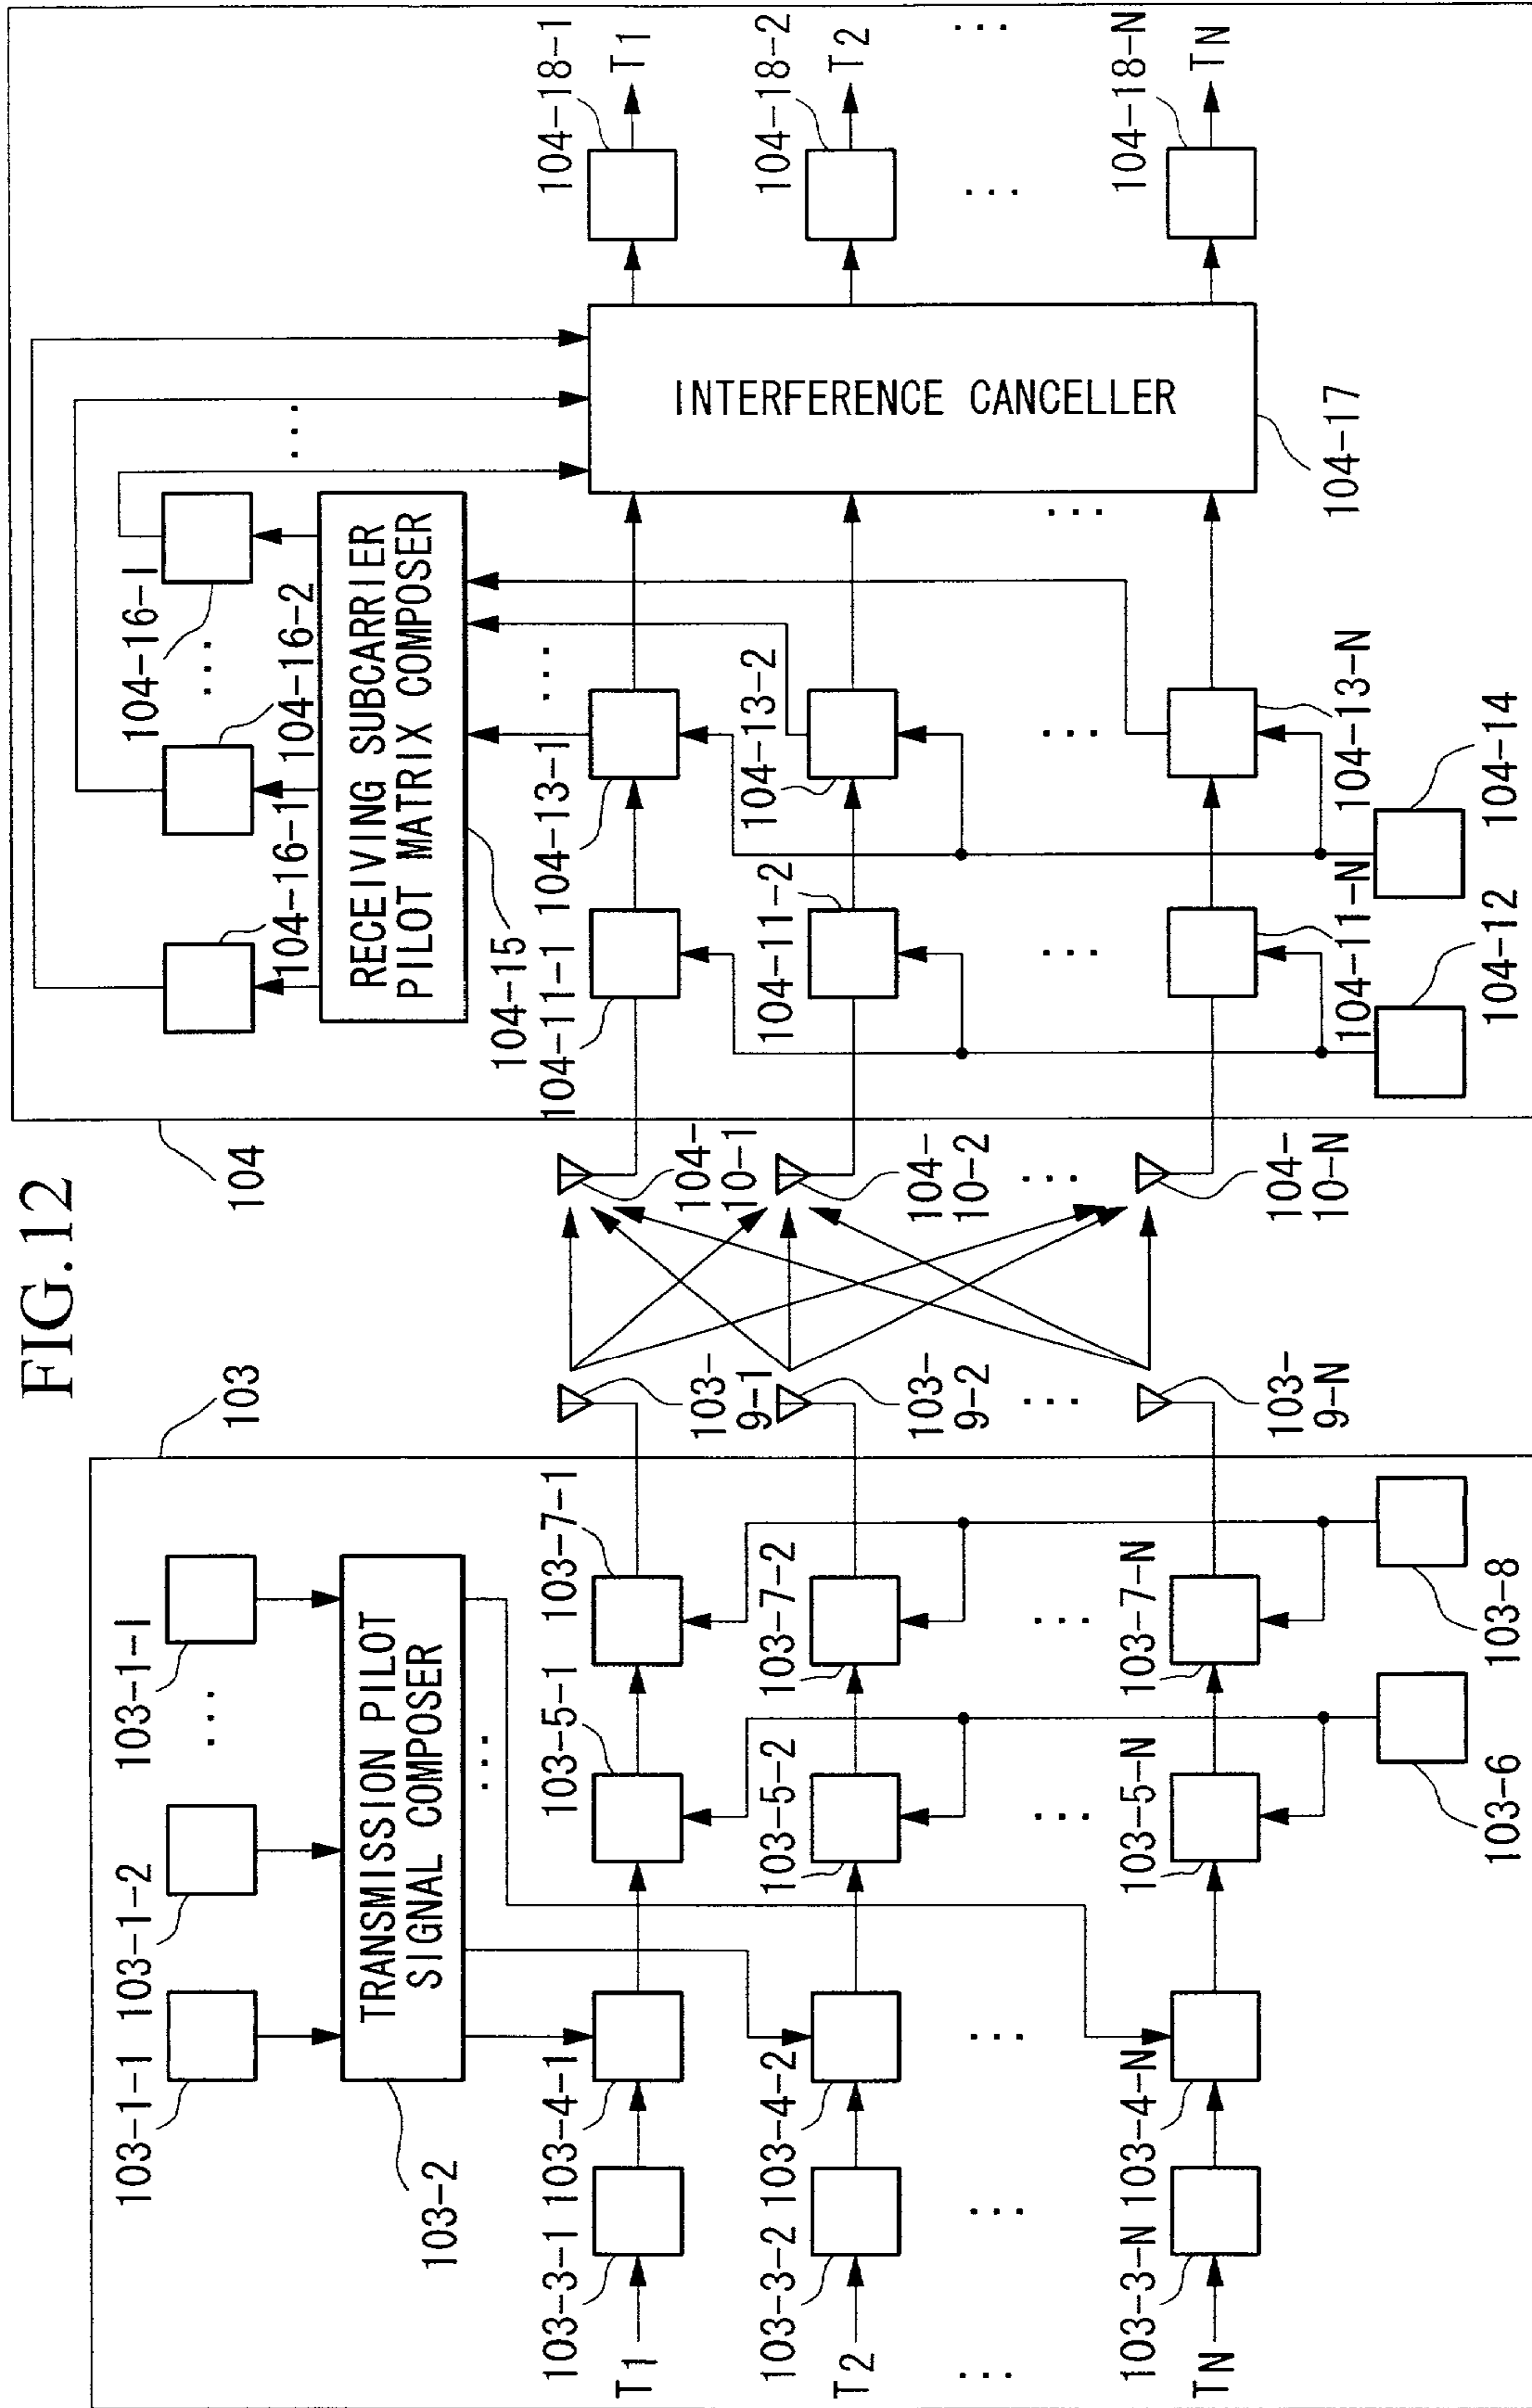 FIG.12
103
103-1-1
103-1-2
...
103-1-I
TRANSMISSION PILOT
SIGNAL COMPOSER
103-2
...
103-3-1
103-4-1
103-5-1
103-7-1
T1
103-3-2
103-4-2
103-5-2
103-7-2
T2
...
...
...
...
...
103-3-N
103-4-N
103-5-N
103-7-N
TN
103-6
103-8
103-
9-1
103-
9-2
...
103-
9-N
104
104-
10-1
104-
10-2
...
104-
10-N
104-16-1
104-16-2
...
104-16-I
...
RECEIVING SUBCARRIER
PILOT MATRIX COMPOSER
104-15
...
104-11-1
104-13-1
104-18-1
T1
104-11-2
104-13-2
104-18-2
T2
INTERFERENCE CANCELLER
...
...
...
...
...
104-11-N
104-13-N
104-18-N
TN
104-17
104-12
104-14